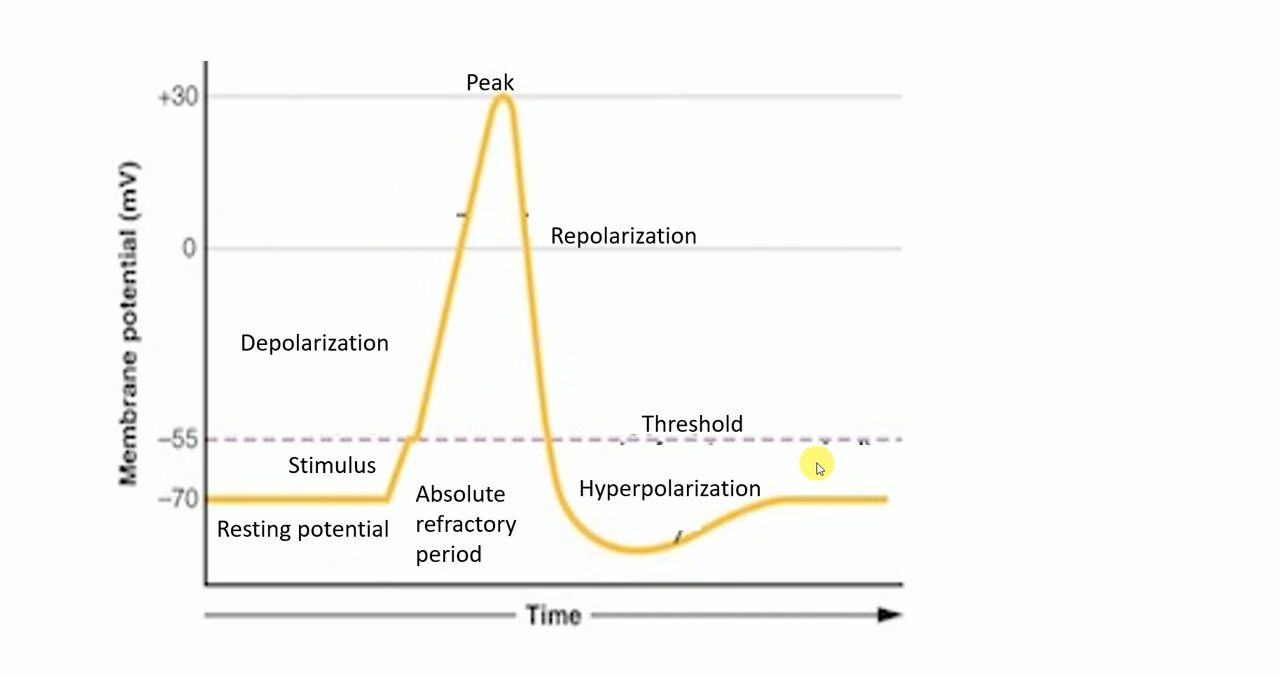 Peak
+30
Membrane potential (mV)
Repolarization
0
Depolarization
Threshold
–55
Stimulus
Hyperpolarization
Absolute
refractory
period
–70
Resting potential
Time